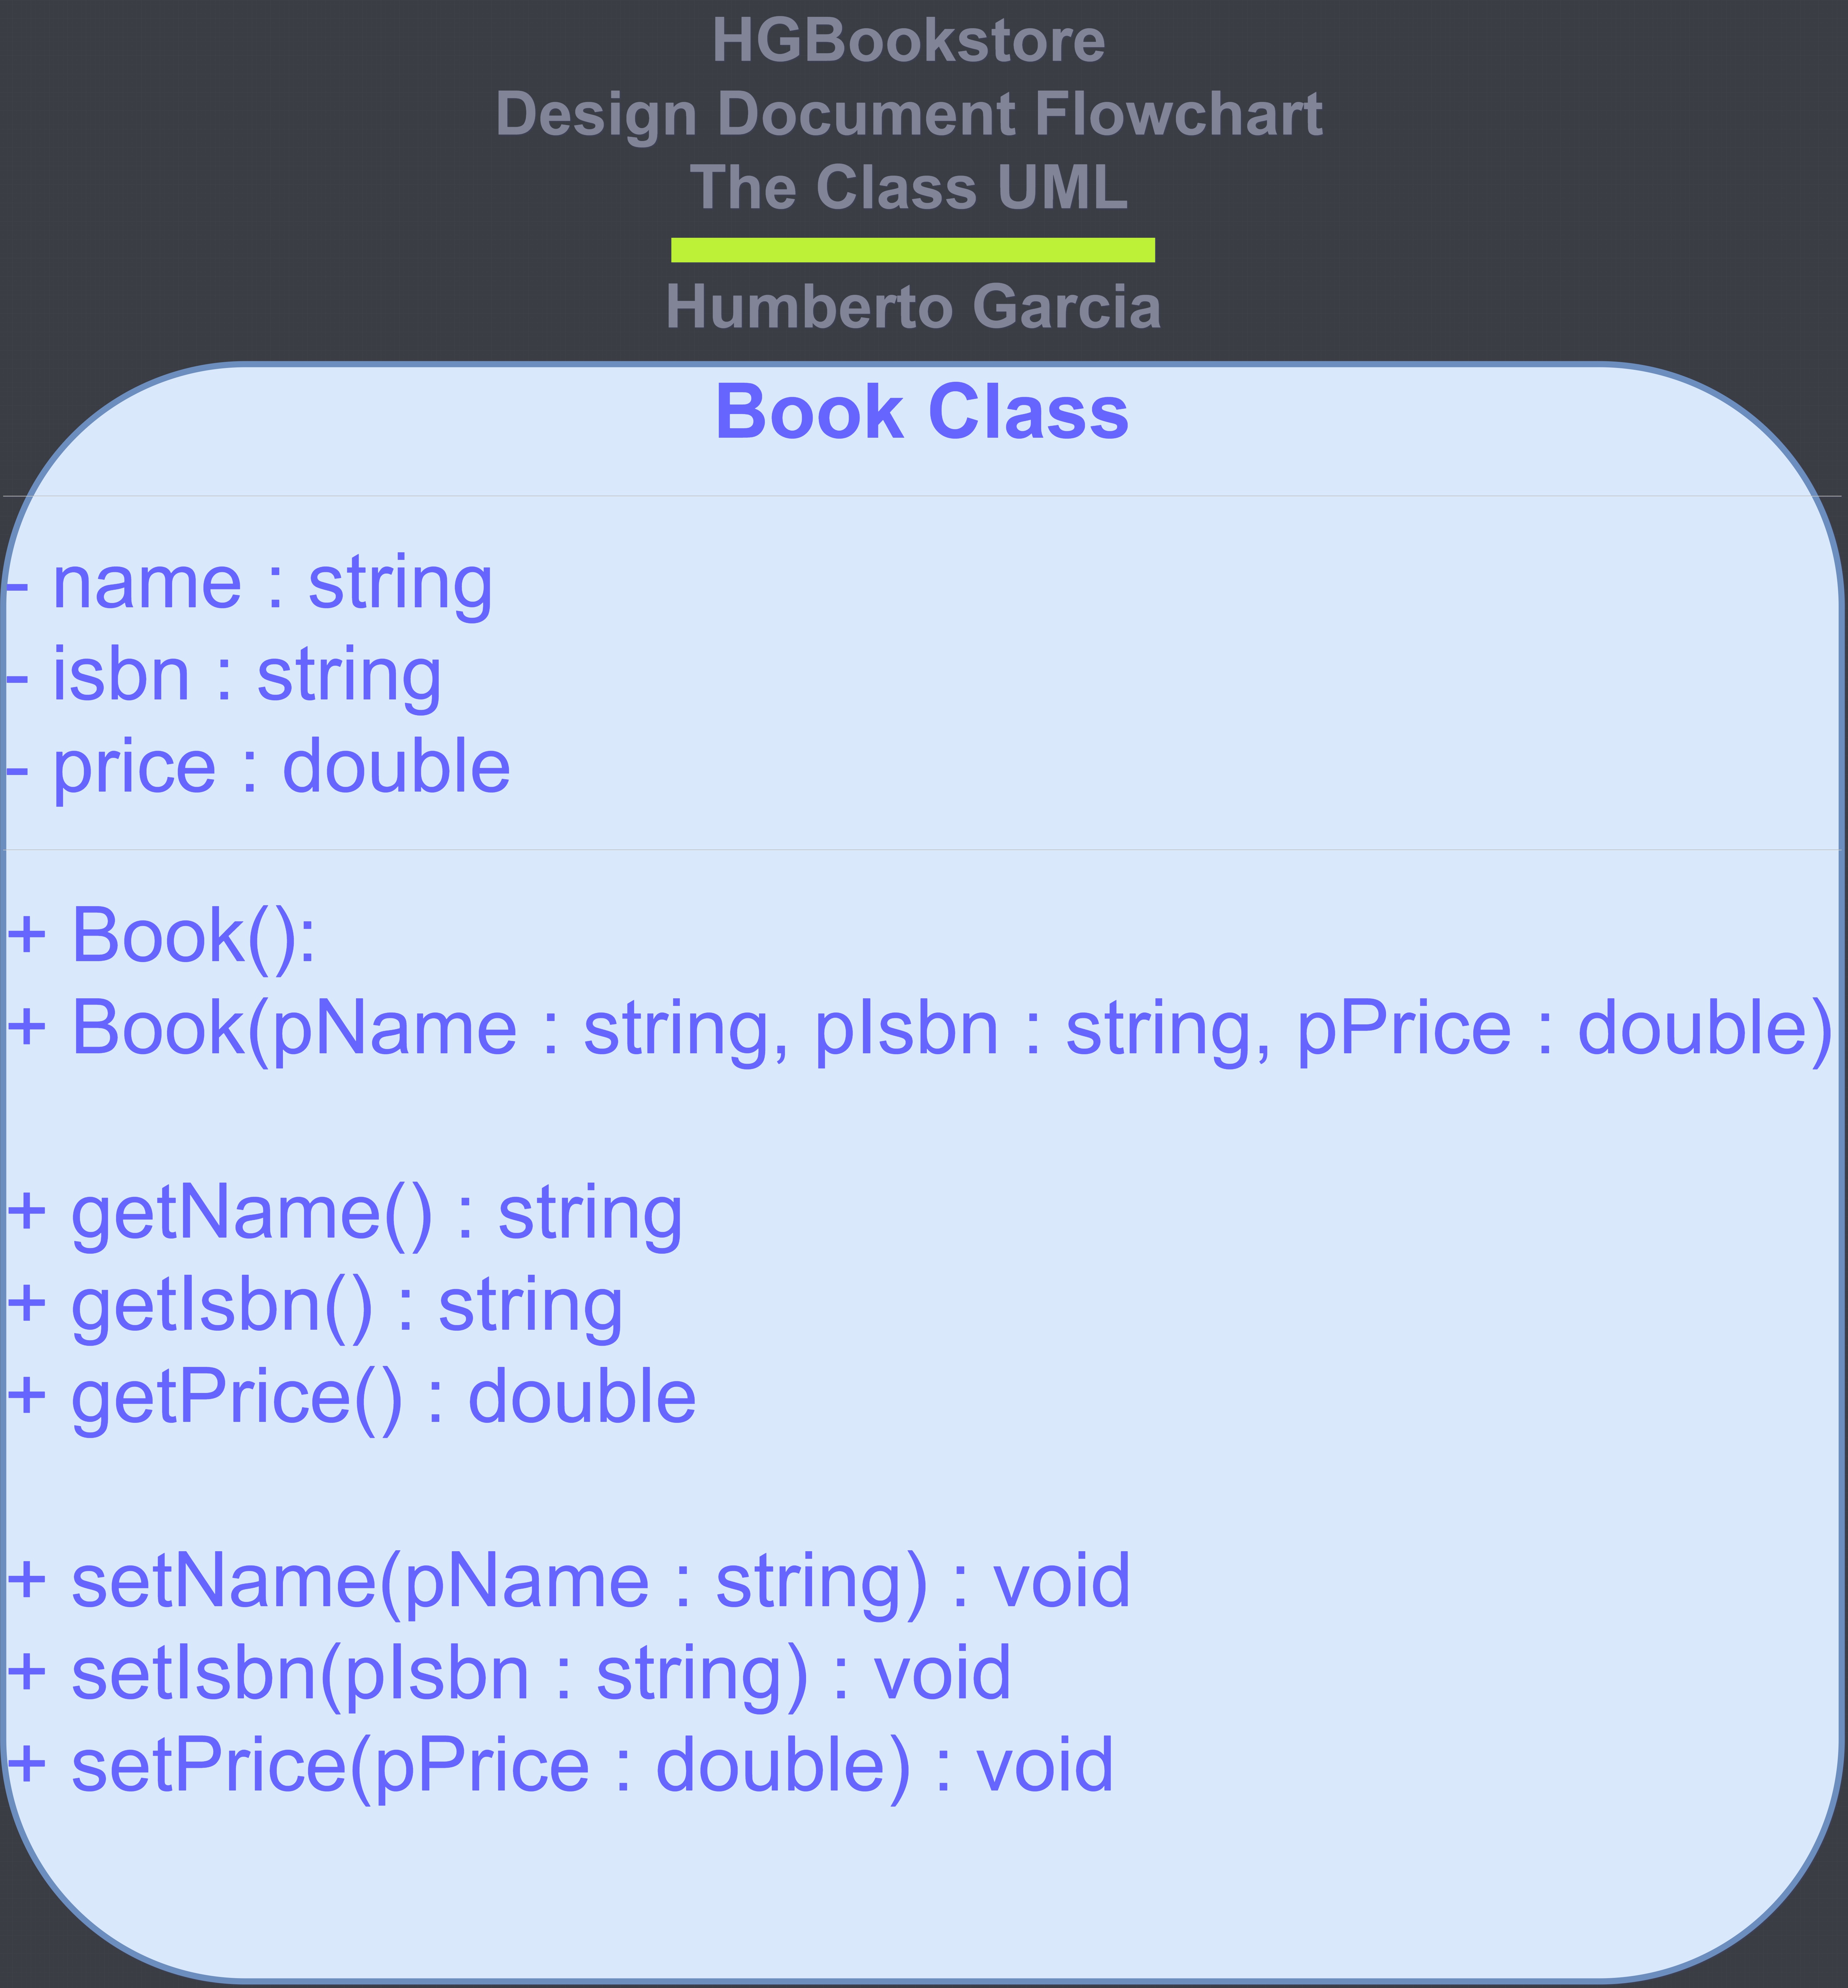 HGBookstore
Design Document Flowchart
The Class UML
Humberto Garcia
Book Class
- name : string
- isbn : string
- price : double
+ Book():
+ Book(pName : string, pIsbn : string, pPrice : double)
+ getName() : string
+ getIsbn() : string
+ getPrice() : double
+ setName(pName : string) : void
+ setIsbn(pIsbn : string) : void
+ setPrice(pPrice : double) : void